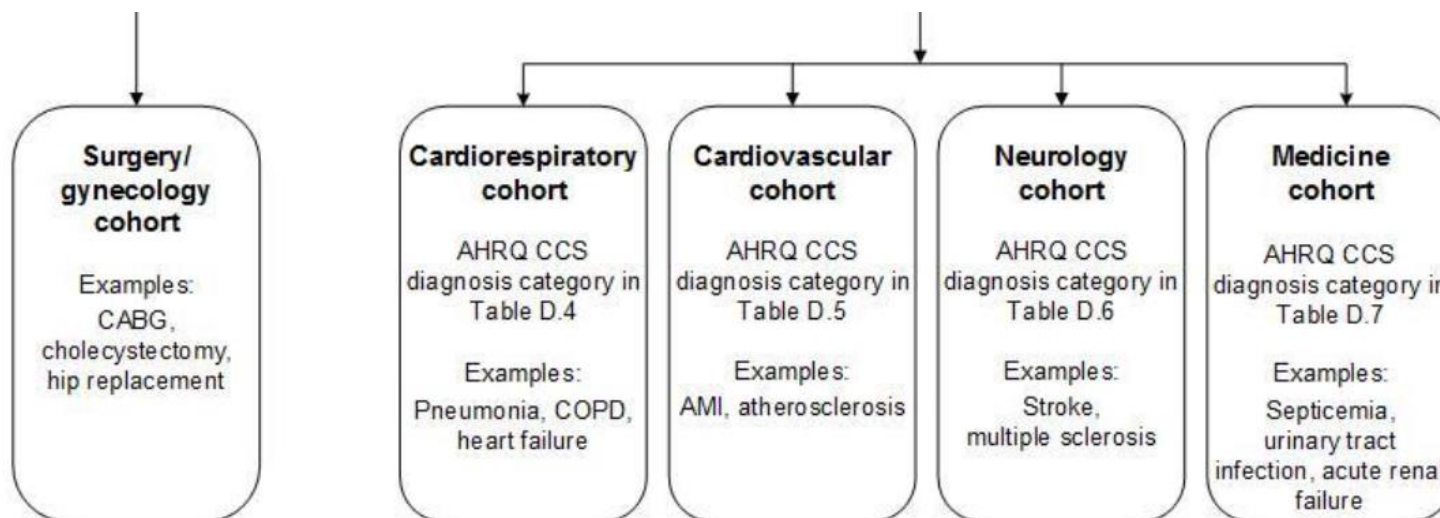 Surgery/
gynecology
cohort
Examples:
CABG,
cholecystectomy,
hip replacement
Cardiorespiratory
cohort
AHRQ CCS
diagnosis category in
Table D.4
Examples:
Pneumonia, COPD,
heart failure
Cardiovascular
cohort
AHRQ CCS
diagnosis category in
Table D.5
Examples:
AMI, atherosclerosis
Neurology
cohort
AHRQ CCS
diagnosis category in
Table D.6
Examples:
Stroke,
multiple sclerosis
Medicine
cohort
AHRQ CCS
diagnosis category in
Table D.7
Examples:
Septicemia,
urinary tract
infection, acute rena
failure